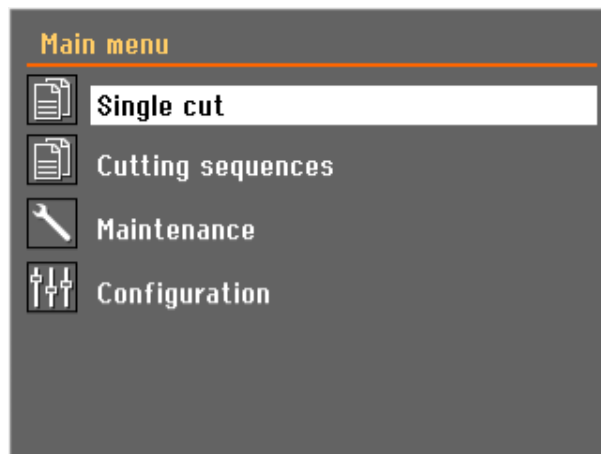 Main menu
Single cut
Cutting sequences
Maintenance
Configuration